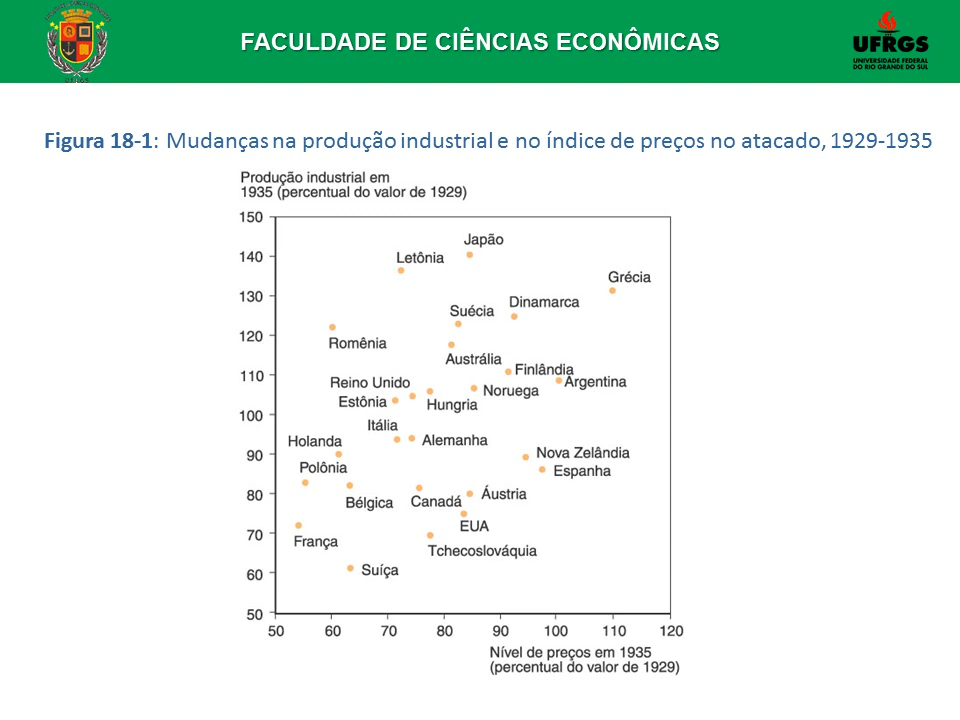 FACULDADE DE CIÊNCIAS ECONÔMICAS
UFRGS
UFRGS
UNIVERSIDADE FEDERAL
DO RIO GRANDE DO SUL
Figura 18-1: Mudanças na produção industrial e no índice de preços no atacado, 1929-1935
Produção industrial em
1935 (percentual do valor de 1929)
150
140
130
120
110
100
90
80
70
60
50
Japão
Letônia
Grécia
Dinamarca
Suécia
Romênia
Austrália
Finlândia
Argentina
Reino Unido
Noruega
Estônia
Hungria
Itália
Alemanha
Holanda
Nova Zelândia
Polônia
Espanha
Áustria
Bélgica
Canadá
EUA
França
Tchecoslováquia
Suíça
50 60 70 80 90 100 110 120
Nível de preços em 1935
(percentual do valor de 1929)